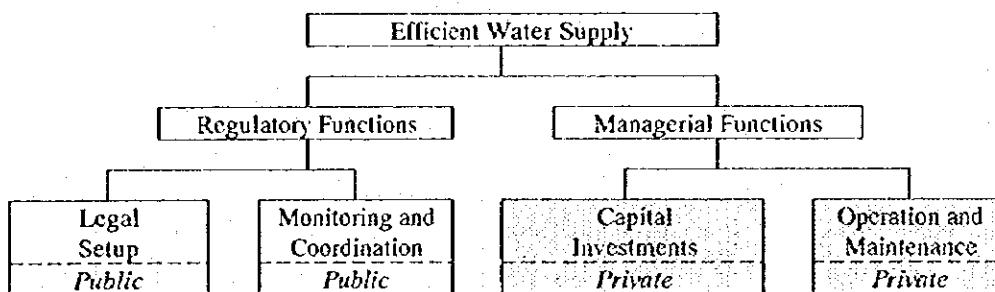 Efficient Water Supply
Regulatory Functions
Managerial Functions
Legal
Setup
Public
Monitoring and
Coordination
Public
Capital
Investments
Private
Operation and
Maintenance
Private